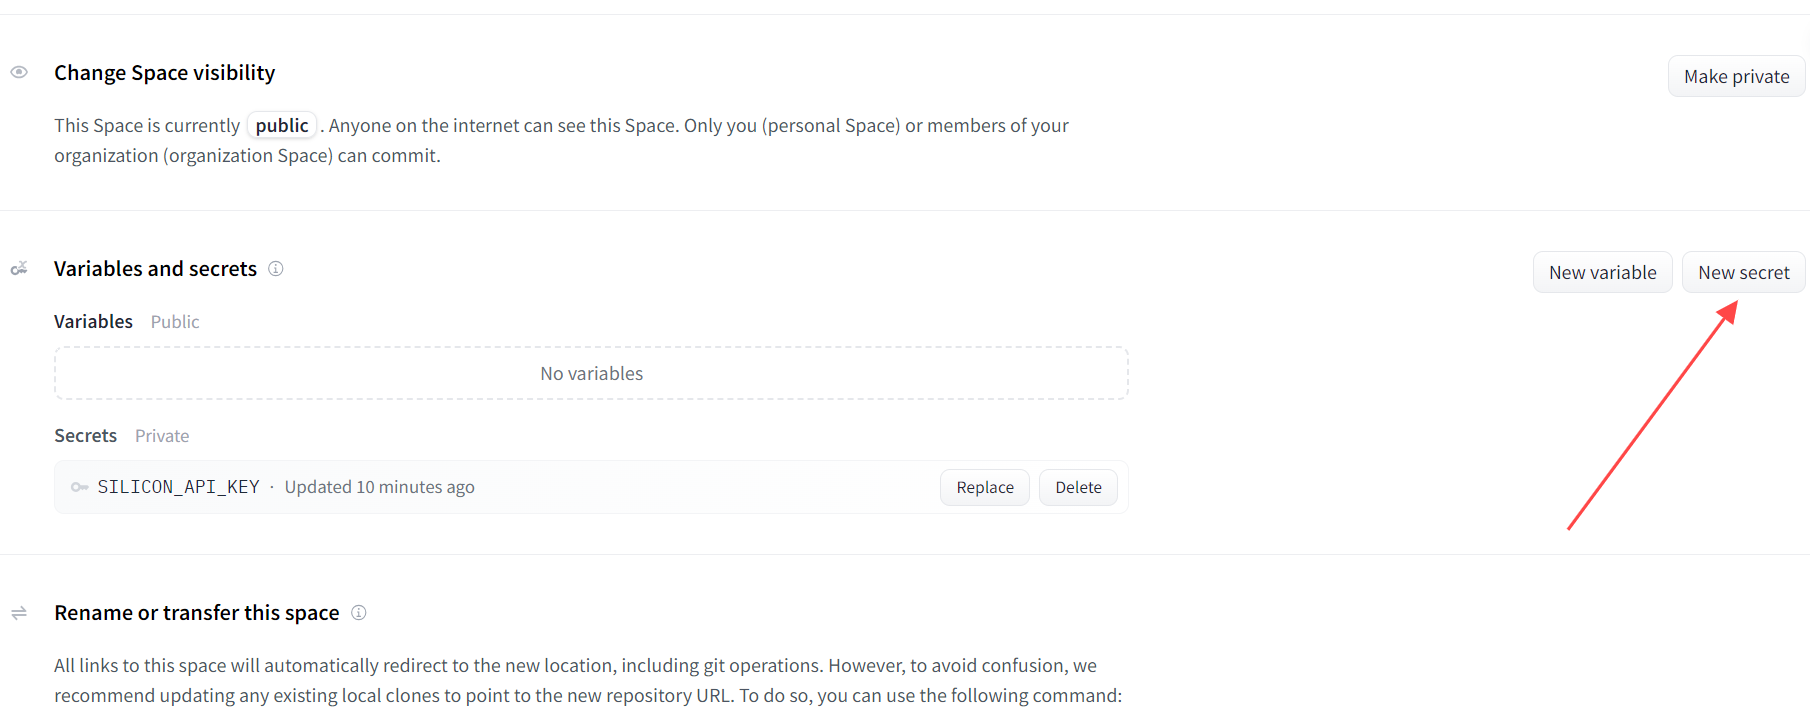 Change Space visibility
Make private
This Space is currently public . Anyone on the internet can see this Space. Only you (personal Space) or members of your
organization (organization Space) can commit.
Variables and secrets
New variable
New secret
Variables Public
No variables
Secrets Private
SILICON_API_KEY · Updated 10 minutes ago
Replace
Delete
Rename or transfer this space
All links to this space will automatically redirect to the new location, including git operations. However, to avoid confusion, we
recommend updating any existing local clones to point to the new repository URL. To do so, you can use the following command: